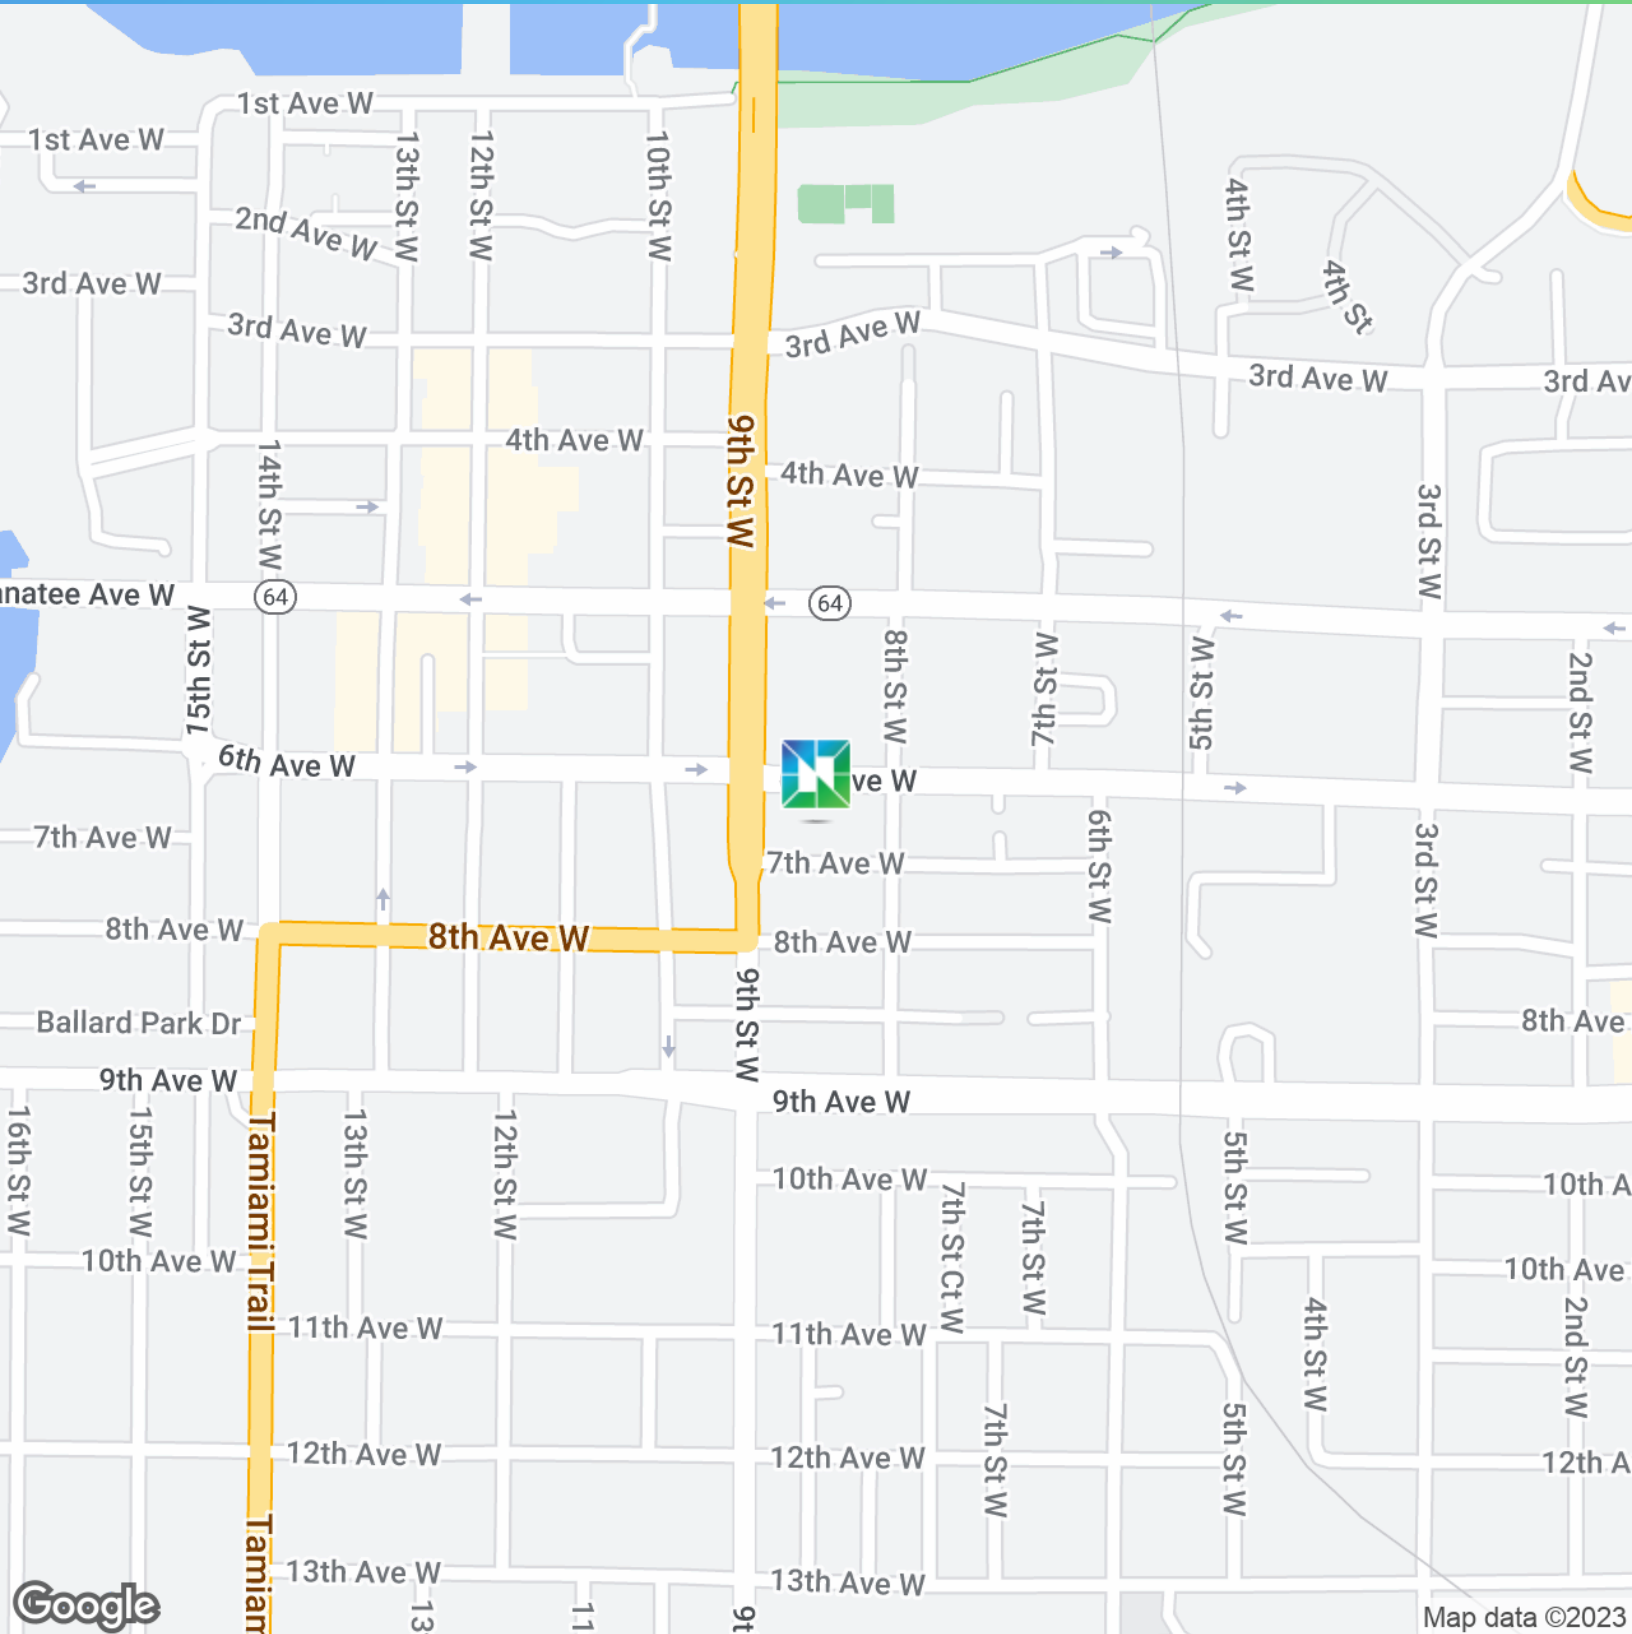 1st Ave W
1st Ave W
13th St W
12th St W
10th St W
2nd Ave W
4th St W
4th St
3rd Ave W
3rd Ave W
3rd Ave W
3rd Ave W
3rd Av
9th St W
4th Ave W
4th Ave W
14th St W
3rd St W
anatee Ave W
64
64
15th St W
8th St W
7th St W
5th St W
2nd St W
6th Ave W
N
ve W
7th Ave W
7th Ave W
6th St W
3rd St W
8th Ave W
8th Ave W
8th Ave W
9th St W
Ballard Park Dr
8th Ave
9th Ave W
9th Ave W
16th St W
15th St W
Tamiami Trail
13th St W
12th St W
5th St W
10th Ave W
7th St Ct W
7th St W
10th A
10th Ave W
10th Ave
11th Ave W
11th Ave W
4th St W
2nd St W
12th Ave W
12th Ave W
7th St W
5th St W
12th A
Tamiam
13th Ave W
13th Ave W
13
11
9t
Google
Map data ©2023